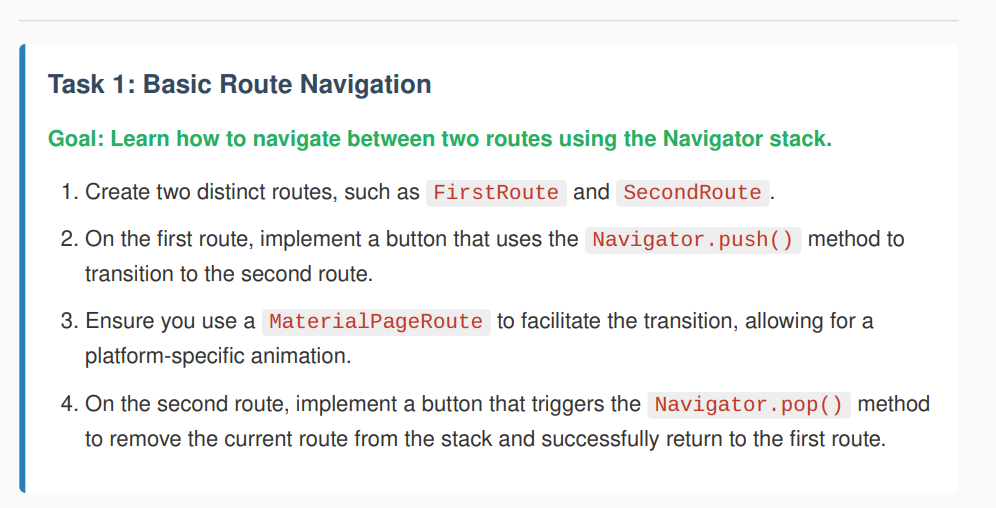 Task 1: Basic Route Navigation
Goal: Learn how to navigate between two routes using the Navigator stack.
1. Create two distinct routes, such as FirstRoute and SecondRoute.
2. On the first route, implement a button that uses the Navigator.push() method to
transition to the second route.
3. Ensure you use a MaterialPageRoute to facilitate the transition, allowing for a
platform-specific animation.
4. On the second route, implement a button that triggers the Navigator.pop() method
to remove the current route from the stack and successfully return to the first route.